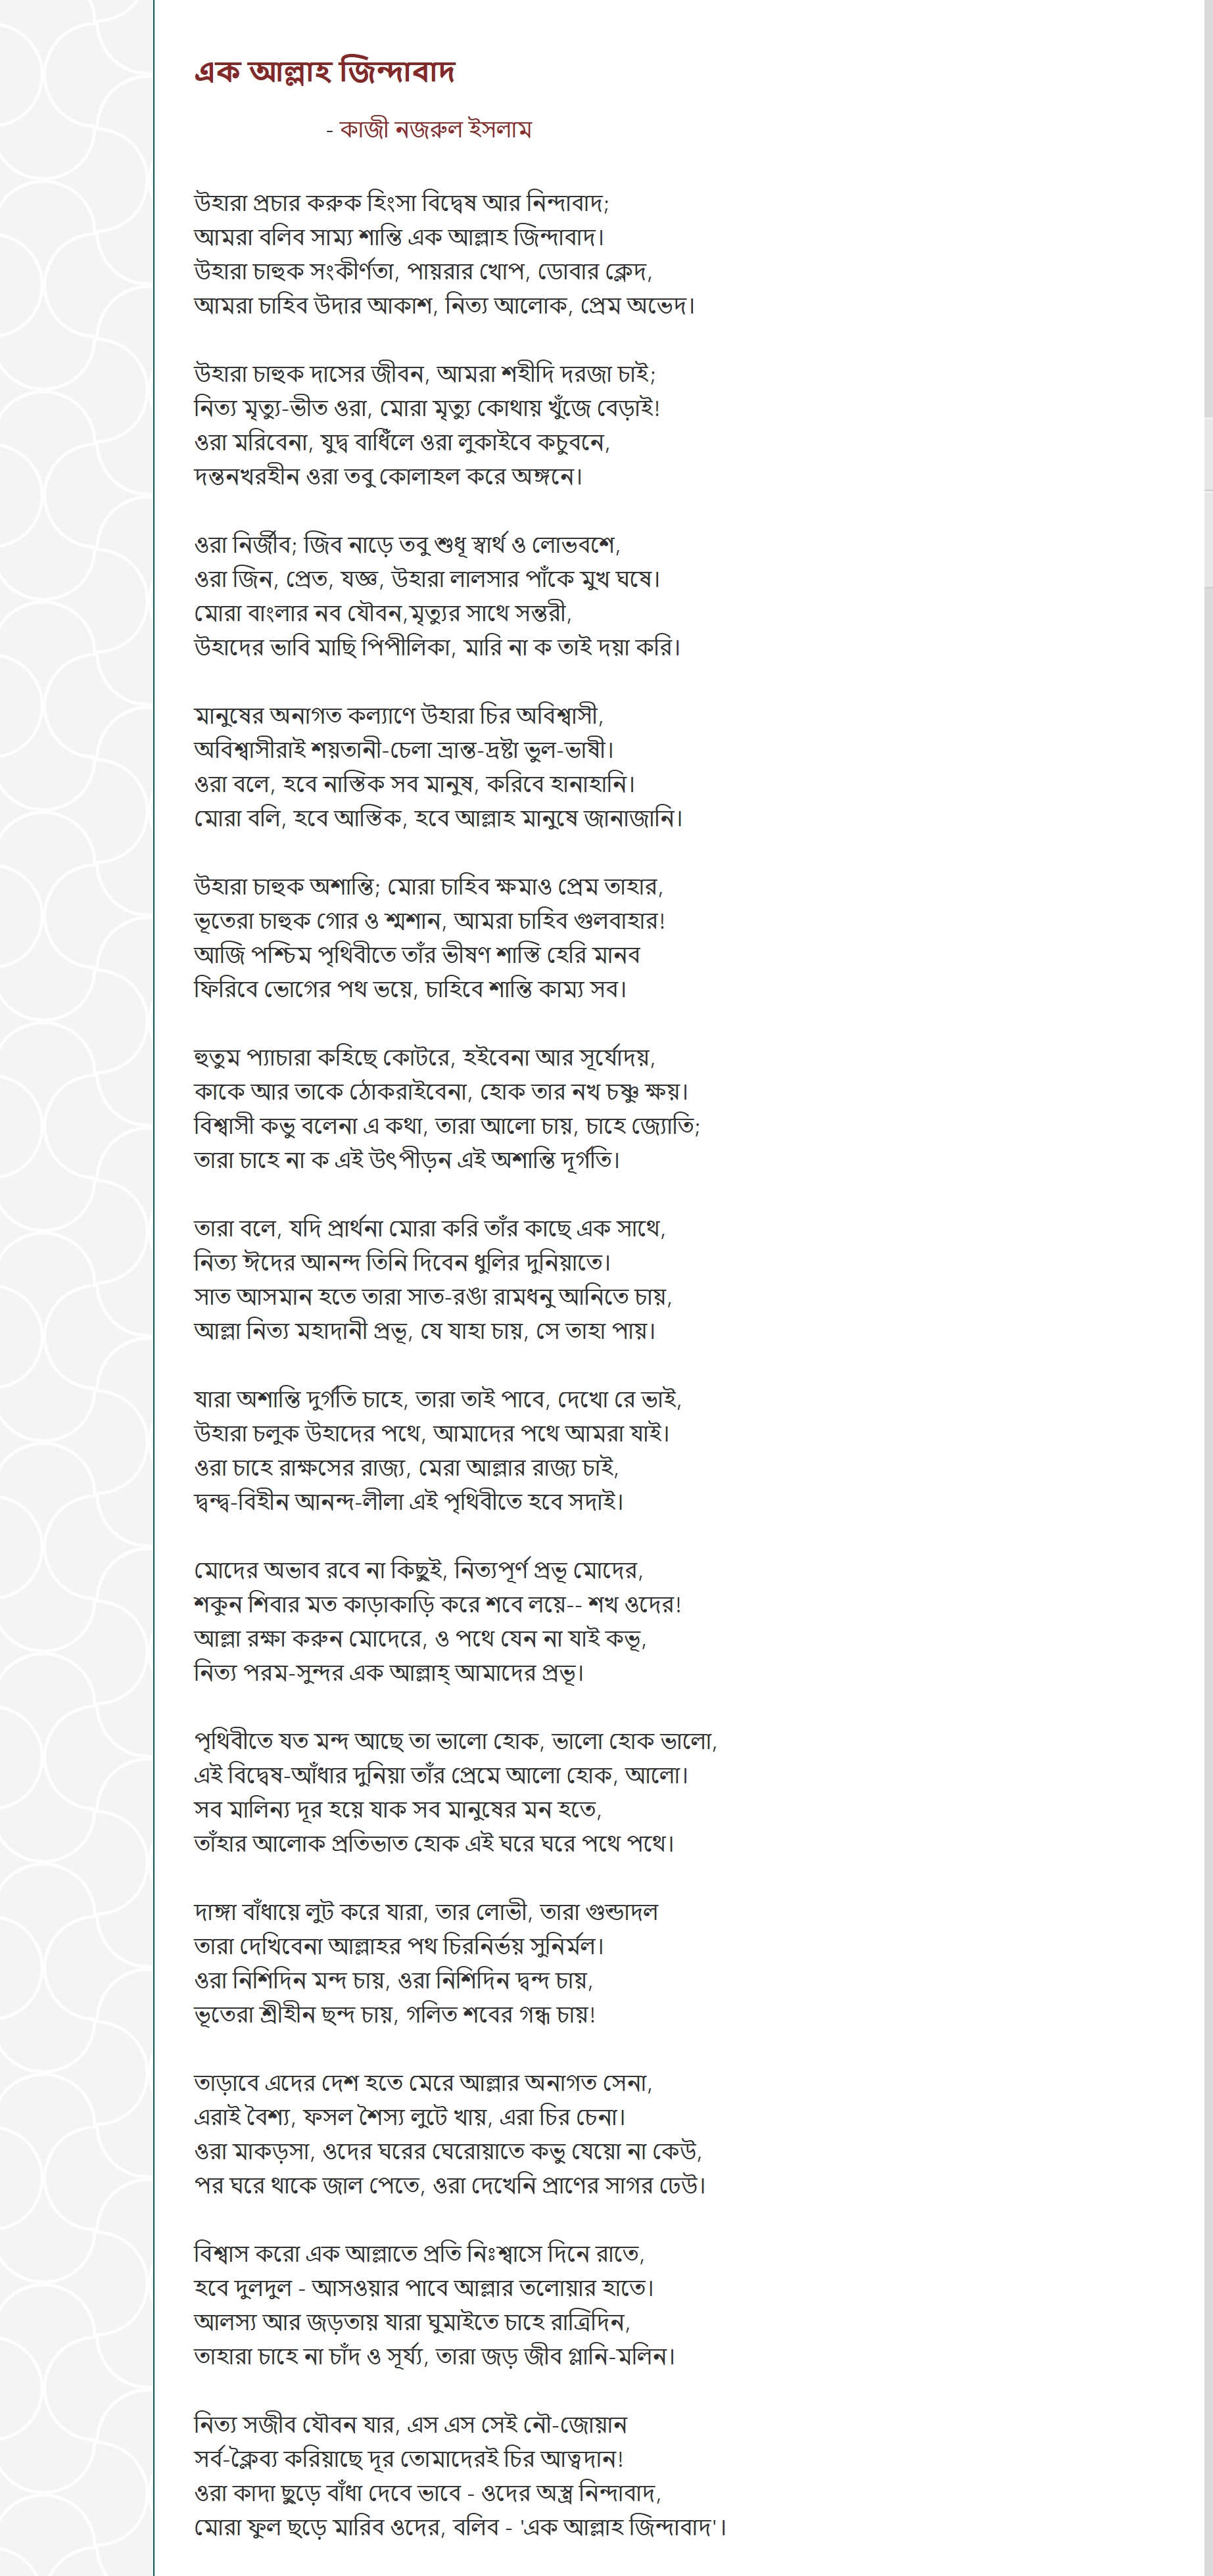 এক আল্লাহ জিন্দাবাদ
- কাজী নজরুল ইসলাম
উহারা প্রচার করুক হিংসা বিদ্বেষ আর নিন্দাবাদ;
আমরা বলিব সাম্য শান্তি এক আল্লাহ জিন্দাবাদ।
উহারা চাহুক সংকীর্ণতা, পায়রার খোপ, ডোবার ক্লেদ,
আমরা চাহিব উদার আকাশ, নিত্য আলোক, প্রেম অভেদ।
উহারা চাহুক দাসের জীবন, আমরা শহীদি দরজা চাই;
নিত্য মৃত্যু-ভীত ওরা, মোরা মৃত্যু কোথায় খুঁজে বেড়াই!
ওরা মরিবেনা, যুদ্ব বাধিঁলে ওরা লুকাইবে কচুবনে,
দন্তনখরহীন ওরা তবু কোলাহল করে অঙ্গনে।
ওরা নির্জীব; জিব নাড়ে তবু শুধূ স্বার্থ ও লোভবশে,
ওরা জিন, প্রেত, যজ্ঞ, উহারা লালসার পাঁকে মুখ ঘষে।
মোরা বাংলার নব যৌবন,মৃত্যুর সাথে সন্তরী,
উহাদের ভাবি মাছি পিপীলিকা, মারি না ক তাই দয়া করি।
মানুষের অনাগত কল্যাণে উহারা চির অবিশ্বাসী,
অবিশ্বাসীরাই শয়তানী-চেলা ভ্রান্ত-দ্রষ্টা ভুল-ভাষী।
ওরা বলে, হবে নাস্তিক সব মানুষ, করিবে হানাহানি।
মোরা বলি, হবে আস্তিক, হবে আল্লাহ মানুষে জানাজানি।
উহারা চাহুক অশান্তি; মোরা চাহিব ক্ষমাও প্রেম তাহার,
ভূতেরা চাহুক গোর ও শ্মশান, আমরা চাহিব গুলবাহার!
আজি পশ্চিম পৃথিবীতে তাঁর ভীষণ শাস্তি হেরি মানব
ফিরিবে ভোগের পথ ভয়ে, চাহিবে শান্তি কাম্য সব।
হুতুম প্যাচারা কহিছে কোটরে, হইবেনা আর সূর্যোদয়,
কাকে আর তাকে ঠোকরাইবেনা, হোক তার নখ চষ্ণু ক্ষয়।
বিশ্বাসী কভু বলেনা এ কথা, তারা আলো চায়, চাহে জ্যোতি;
তারা চাহে না ক এই উৎপীড়ন এই অশান্তি দূর্গতি।
তারা বলে, যদি প্রার্থনা মোরা করি তাঁর কাছে এক সাথে,
নিত্য ঈদের আনন্দ তিনি দিবেন ধুলির দুনিয়াতে।
সাত আসমান হতে তারা সাত-রঙা রামধনু আনিতে চায়,
আল্লা নিত্য মহাদানী প্রভূ, যে যাহা চায়, সে তাহা পায়।
যারা অশান্তি দুর্গতি চাহে, তারা তাই পাবে, দেখো রে ভাই,
উহারা চলুক উহাদের পথে, আমাদের পথে আমরা যাই।
ওরা চাহে রাক্ষসের রাজ্য, মেরা আল্লার রাজ্য চাই,
দ্বন্দ্ব-বিহীন আনন্দ-লীলা এই পৃথিবীতে হবে সদাই।
মোদের অভাব রবে না কিছুই, নিত্যপূর্ণ প্রভূ মোদের,
শকুন শিবার মত কাড়াকাড়ি করে শবে লয়ে-- শখ ওদের!
আল্লা রক্ষা করুন মোদেরে, ও পথে যেন না যাই কভূ,
নিত্য পরম-সুন্দর এক আল্লাহ্ আমাদের প্রভূ।
পৃথিবীতে যত মন্দ আছে তা ভালো হোক, ভালো হোক ভালো,
এই বিদ্বেষ-আঁধার দুনিয়া তাঁর প্রেমে আলো হোক, আলো।
সব মালিন্য দূর হয়ে যাক সব মানুষের মন হতে,
তাঁহার আলোক প্রতিভাত হোক এই ঘরে ঘরে পথে পথে।
দাঙ্গা বাঁধায়ে লুট করে যারা, তার লোভী, তারা গুন্ডাদল
তারা দেখিবেনা আল্লাহর পথ চিরনির্ভয় সুনির্মল।
ওরা নিশিদিন মন্দ চায়, ওরা নিশিদিন দ্বন্দ চায়,
ভূতেরা শ্রীহীন ছন্দ চায়, গলিত শবের গন্ধ চায়!
তাড়াবে এদের দেশ হতে মেরে আল্লার অনাগত সেনা,
এরাই বৈশ্য, ফসল শৈস্য লুটে খায়, এরা চির চেনা।
ওরা মাকড়সা, ওদের ঘরের ঘেরোয়াতে কভু যেয়ো না কেউ,
পর ঘরে থাকে জাল পেতে, ওরা দেখেনি প্রাণের সাগর ঢেউ।
বিশ্বাস করো এক আল্লাতে প্রতি নিঃশ্বাসে দিনে রাতে,
হবে দুলদুল - আসওয়ার পাবে আল্লার তলোয়ার হাতে।
আলস্য আর জড়তায় যারা ঘুমাইতে চাহে রাত্রিদিন,
তাহারা চাহে না চাঁদ ও সূর্য্য, তারা জড় জীব গ্লানি-মলিন।
নিত্য সজীব যৌবন যার, এস এস সেই নৌ-জোয়ান
সর্ব-ক্লৈব্য করিয়াছে দূর তোমাদেরই চির আত্বদান!
ওরা কাদা ছুড়ে বাঁধা দেবে ভাবে - ওদের অস্ত্র নিন্দাবাদ,
মোরা ফুল ছড়ে মারিব ওদের, বলিব - 'এক আল্লাহ জিন্দাবাদ'।